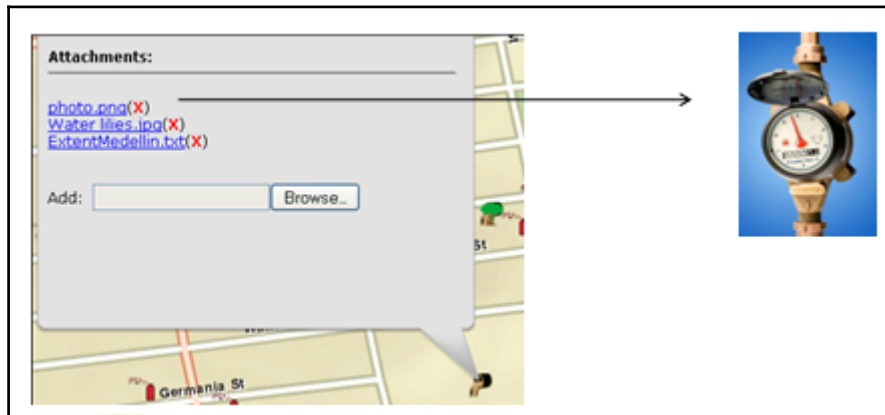 Attachments:
photo.png(X)
Water lilies.jpg(X)
ExtentMedellin.txt(X)
Add:
Browse...
St
Germania St